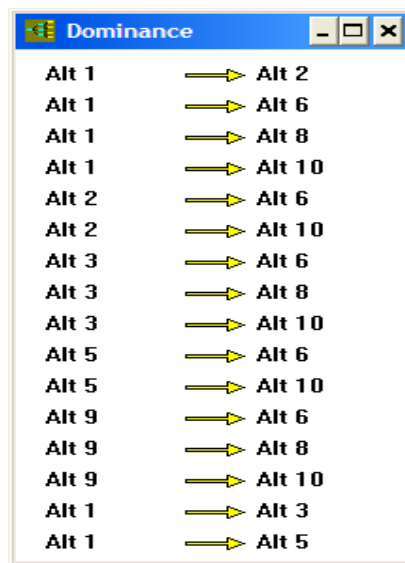 Dominance
Alt 1 Alt 2
Alt 1 Alt 6
Alt 1 Alt 8
Alt 1 Alt 10
Alt 2 Alt 6
Alt 2 Alt 10
Alt 3 Alt 6
Alt 3 Alt 8
Alt 3 Alt 10
Alt 5 Alt 6
Alt 5 Alt 10
Alt 9 Alt 6
Alt 9 Alt 8
Alt 9 Alt 10
Alt 1 Alt 3
Alt 1 Alt 5